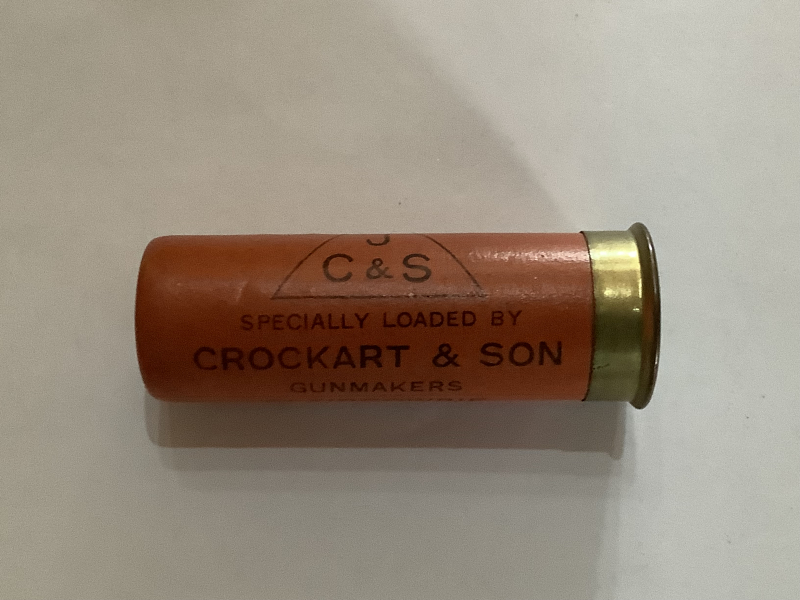 J
C & S
SPECIALLY LOADED BY
CROCKART & SON
GUNMAKERS